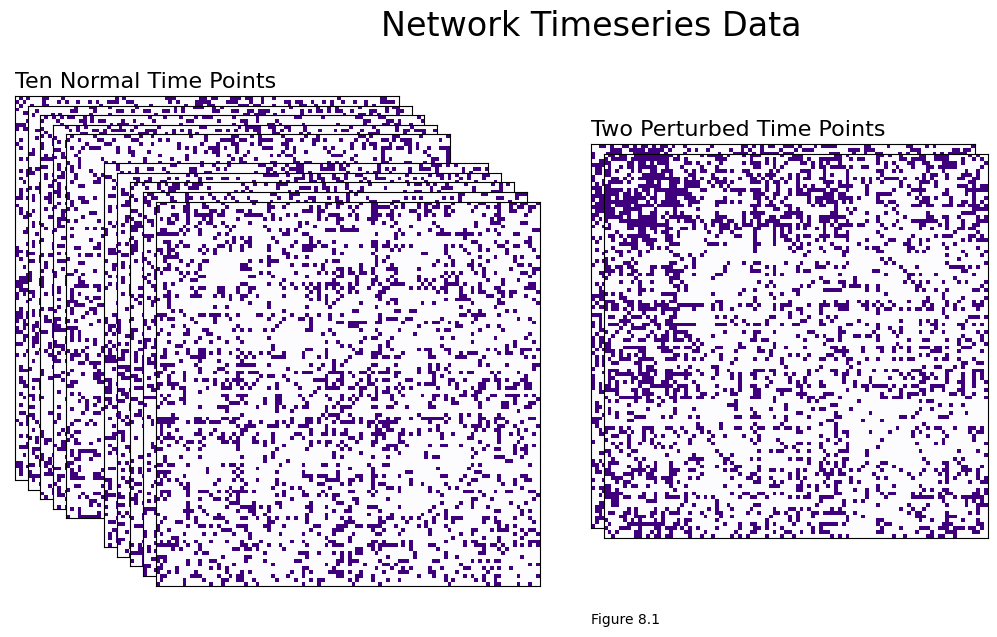 Network Timeseries Data
Ten Normal Time Points
Two Perturbed Time Points
Figure 8.1